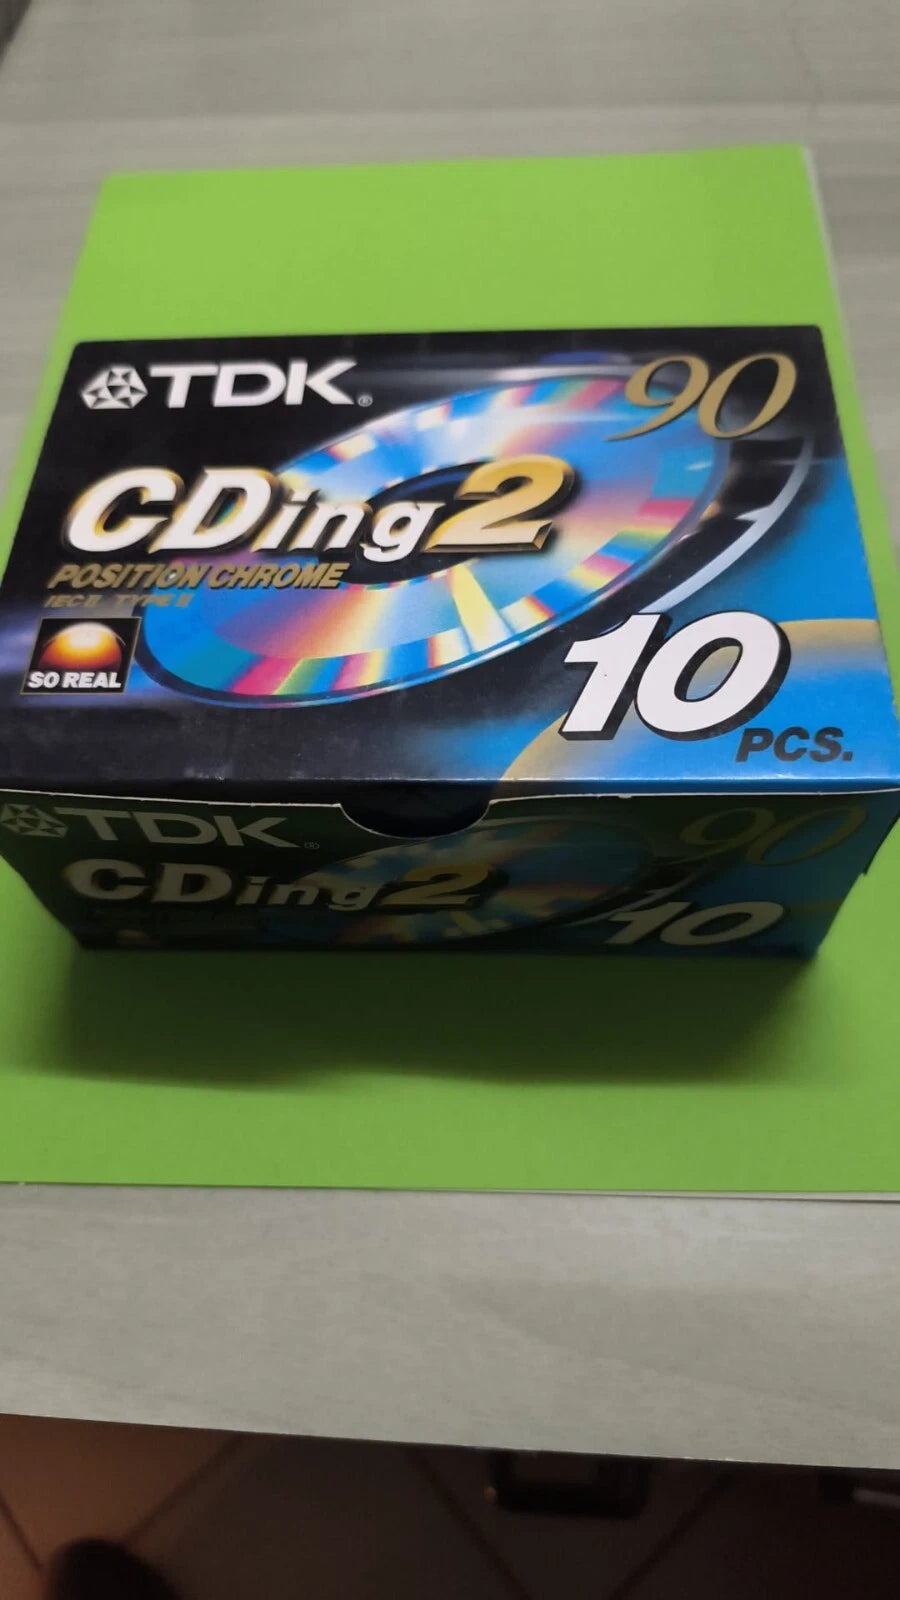 TDK®
90
CDing2
POSITION CHROME
IEC II TYPE II
SO REAL
10
PCS.
TDK®
90
CDing2
10